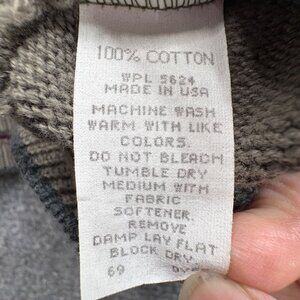 100% COTTON
WPL 5624
MADE IN USA
MACHINE WASH
WARM WITH LIKE
COLORS.
DO NOT BLEACH
TUMBLE DRY
MEDIUM WITH
FABRIC
SOFTENER.
REMOVE
DAMP LAY FLAT
BLOCK DRY
69